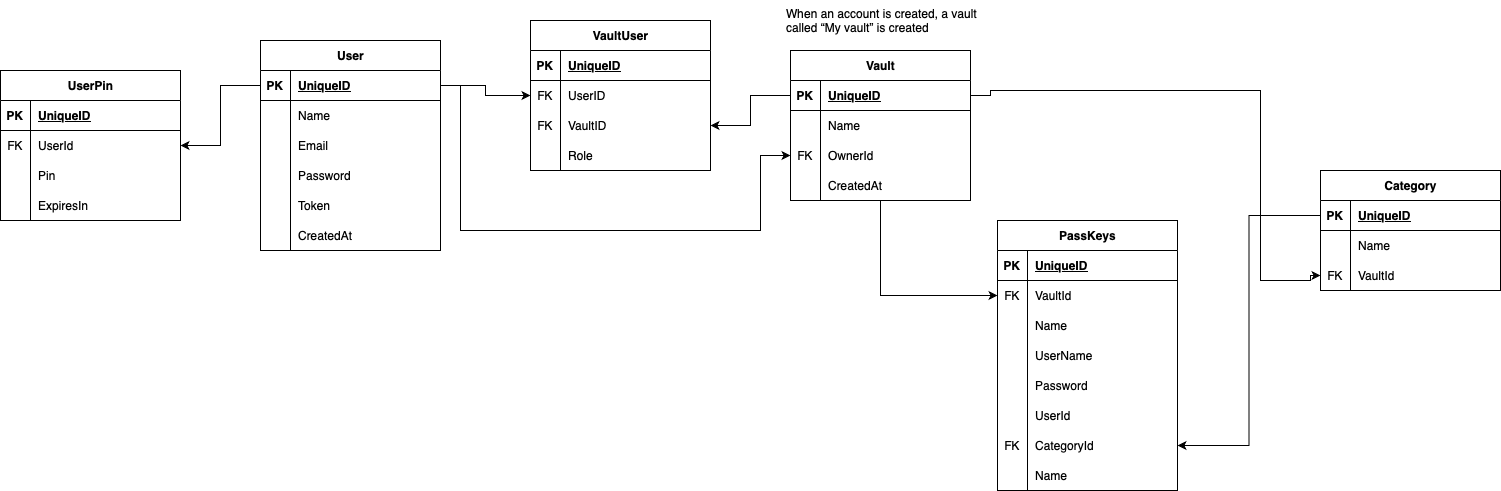 When an account is created, a vault
called “My vault” is created
UserPin
PK UniqueID
FK UserId
Pin
ExpiresIn
User
PK UniqueID
Name
Email
Password
Token
CreatedAt
VaultUser
PK UniqueID
FK UserID
FK VaultID
Role
Vault
PK UniqueID
Name
FK OwnerId
CreatedAt
PassKeys
PK UniqueID
FK VaultId
Name
UserName
Password
UserId
FK CategoryId
Name
Category
PK UniqueID
Name
FK VaultId